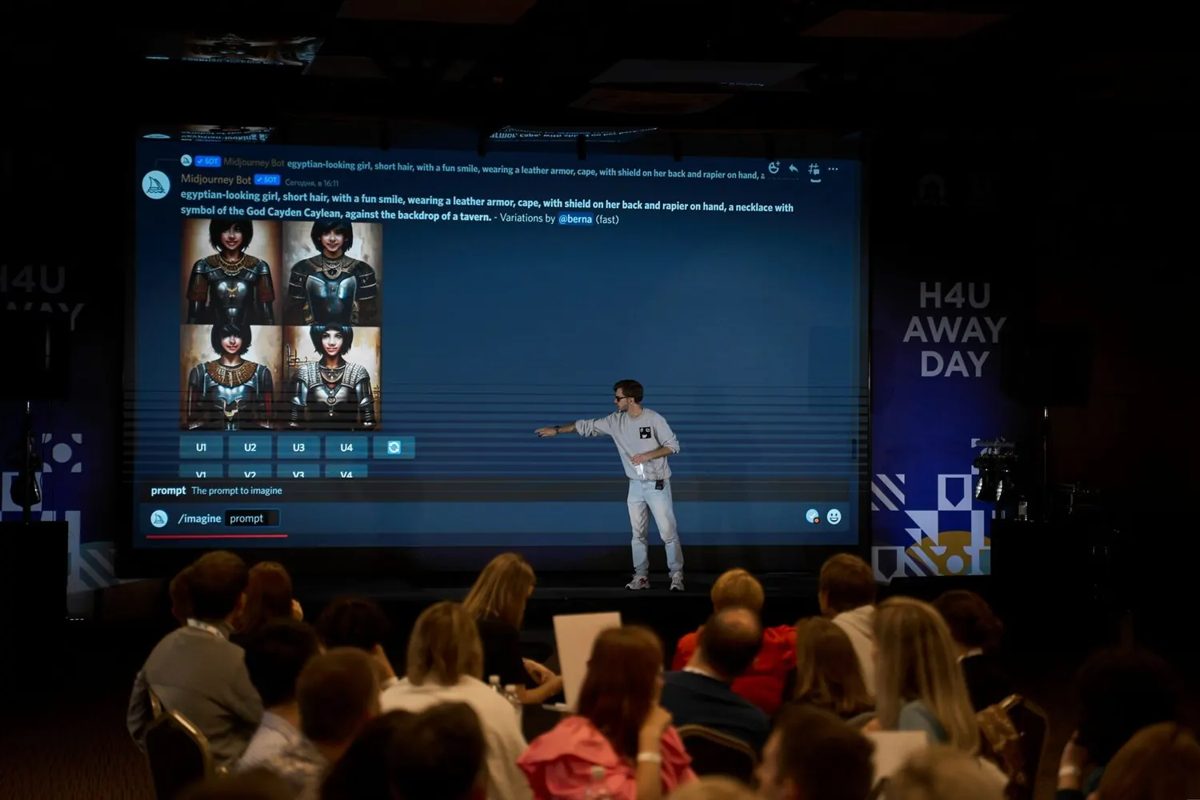 БОТ Midjourney Bot egyptian-looking girl, short hair, with a fun smile, wearing a leather armor, cape, with shield on her back and rapier on hand, a
Midjourney Bot БОТ Сегодня, в 16:11
egyptian-looking girl, short hair, with a fun smile, wearing a leather armor, cape, with shield on her back and rapier on hand, a necklace with
symbol of the God Cayden Caylean, against the backdrop of a tavern. - Variations by @berna (fast)
U1 U2 U3 U4
V1 V2 V3 V4
prompt The prompt to imagine
/imagine prompt
H4U
AWAY
H4U
AWAY
DAY